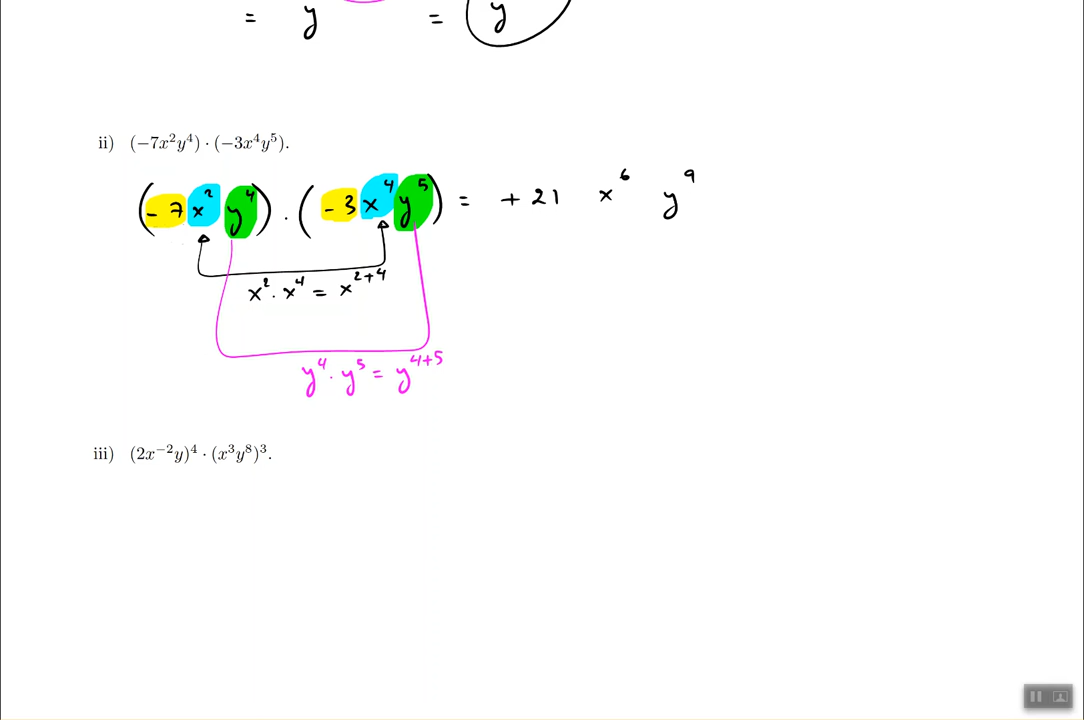 = y = y
ii) (−7x²y⁴) · (−3x⁴y⁵).
(-7x²y⁴) · (-3x⁴y⁵) = +21 x⁶ y⁹
x² · x⁴ = x²⁺⁴
y⁴ · y⁵ = y⁴⁺⁵
iii) (2x⁻²y)⁴ · (x³y⁸)³.